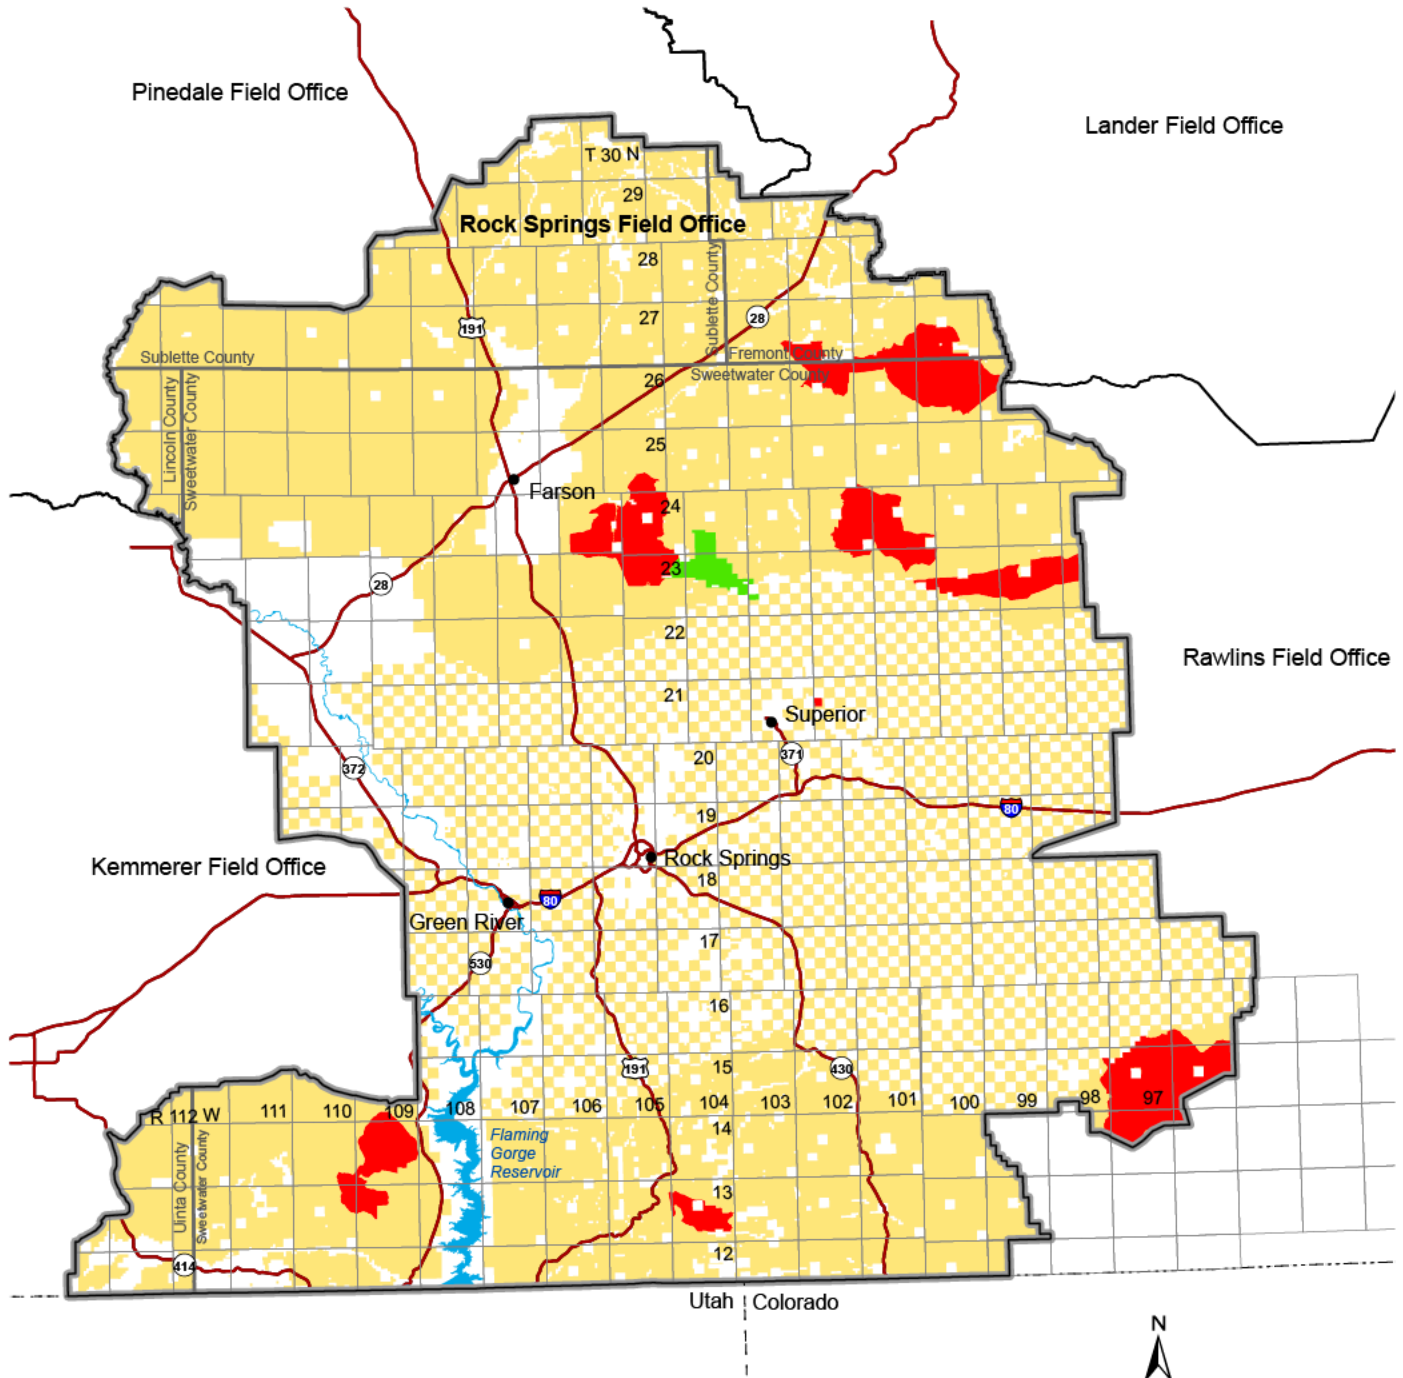 Pinedale Field Office
Lander Field Office
T 30 N
29
Rock Springs Field Office
28
Sublette County
27
28
191
Sublette County
Fremont County
Sweetwater County
26
Lincoln County
Sweetwater County
25
Farson
24
23
28
22
Rawlins Field Office
21
Superior
20
371
372
19
80
Rock Springs
Kemmerer Field Office
18
80
Green River
17
530
16
15
191
430
R 112 W
111
110
109
108
107
106
105
104
103
102
101
100
99
98
97
14
Flaming
Gorge
Reservoir
Uinta County
Sweetwater County
13
12
414
Utah
Colorado
N